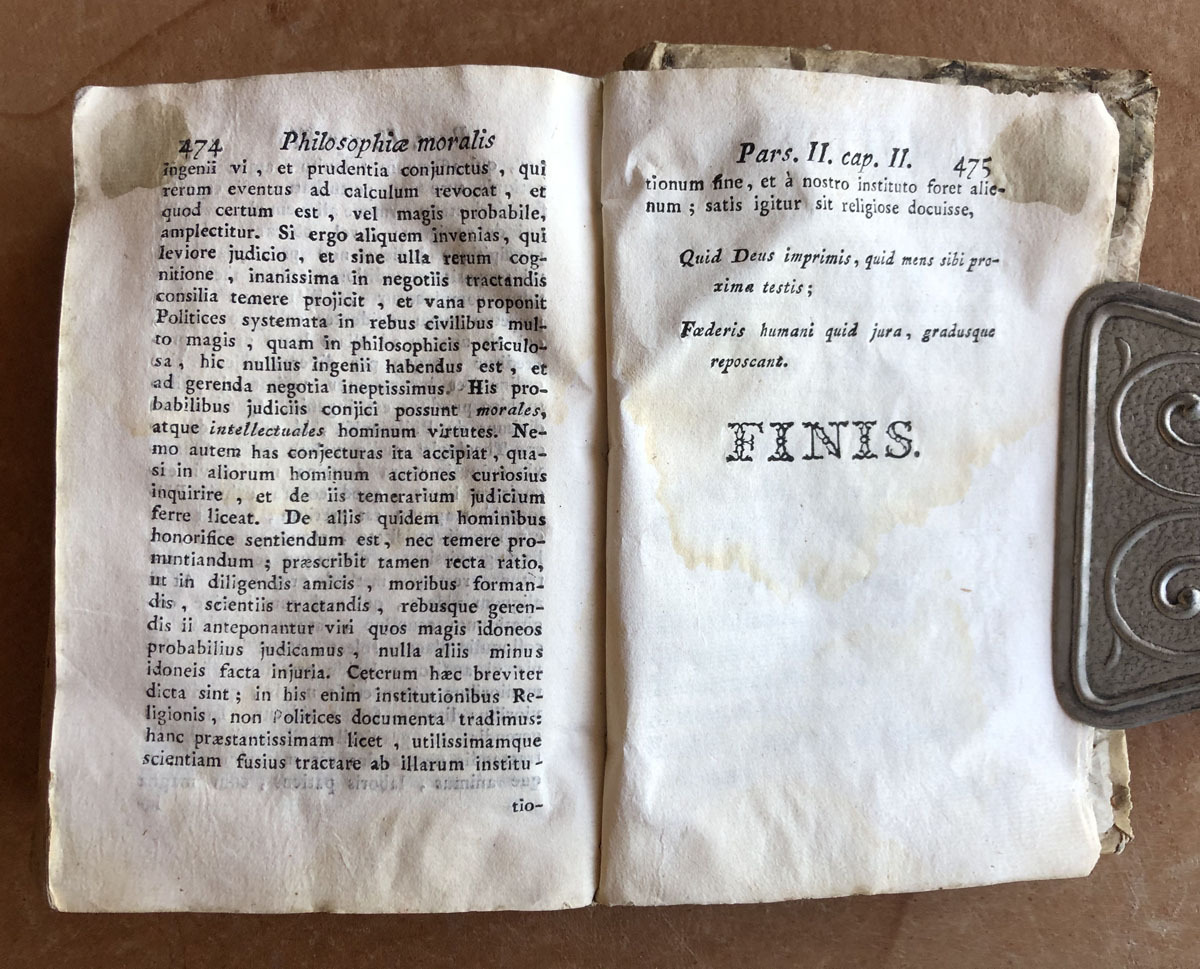 474 Philosophiæ moralis
ingenii vi , et prudentia conjunctus , qui
rerum eventus ad calculum revocat , et
quod certum est , vel magis probabile,
amplectitur. Si ergo aliquem invenias, qui
leviore judicio , et sine ulla rerum cog-
nitione , inanissima in negotiis tractandis
consilia temere projicit , et vana proponit
Politices systemata in rebus civilibus mul-
to magis , quam in philosophicis periculo-
sa , hic nullius ingenii habendus est , et
ad gerenda negotia ineptissimus. His pro-
babilibus judiciis conjici possunt morales,
atque intellectuales hominum virtutes. Ne-
mo autem has conjecturas ita accipiat, qua-
si in aliorum hominum actiones curiosius
inquirire , et de iis temerarium judicium
ferre liceat. De aliis quidem hominibus
honorifice sentiendum est, nec temere pro-
nuntiandum ; præscribit tamen recta ratio,
ut in diligendis amicis , moribus forman-
dis , scientiis tractandis , rebusque geren-
dis ii anteponantur viri quos magis idoneos
probabilius judicamus , nulla aliis minus
idoneis facta injuria. Ceterum hæc breviter
dicta sint ; in his enim institutionibus Re-
ligionis , non Politices documenta tradimus:
hanc præstantissimam licet , utilissimamque
scientiam fusius tractare ab illarum institu-
tio-
Pars. II. cap. II. 475
tionum fine, et à nostro instituto foret alie-
num ; satis igitur sit religiose docuisse,
Quid Deus imprimis, quid mens sibi pro-
xima testis ;
Fœderis humani quid jura, gradusque
reposcant.
FINIS.